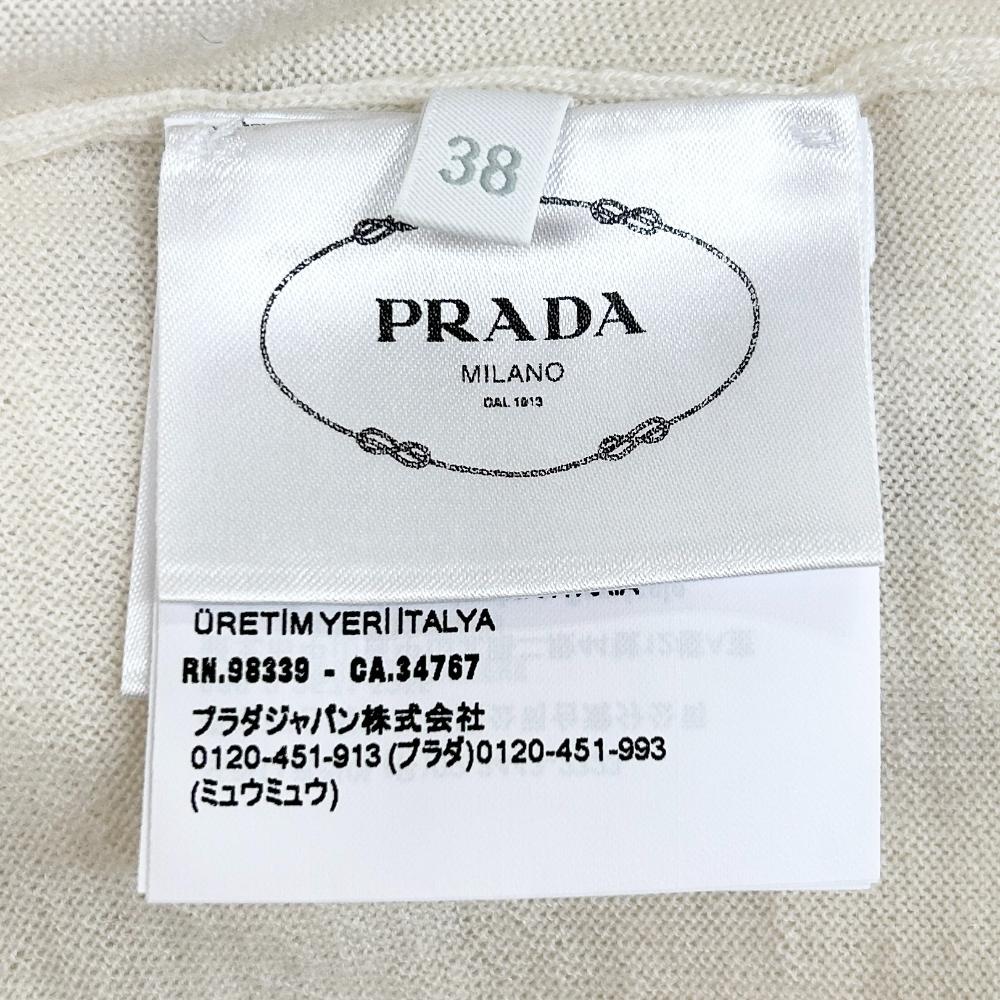 38
PRADA
MILANO
DAL 1913
ÜRETİM YERİ İTALYA
RN.98339 - CA.34767
プラダジャパン株式会社
0120-451-913 (プラダ)0120-451-993
(ミュウミュウ)